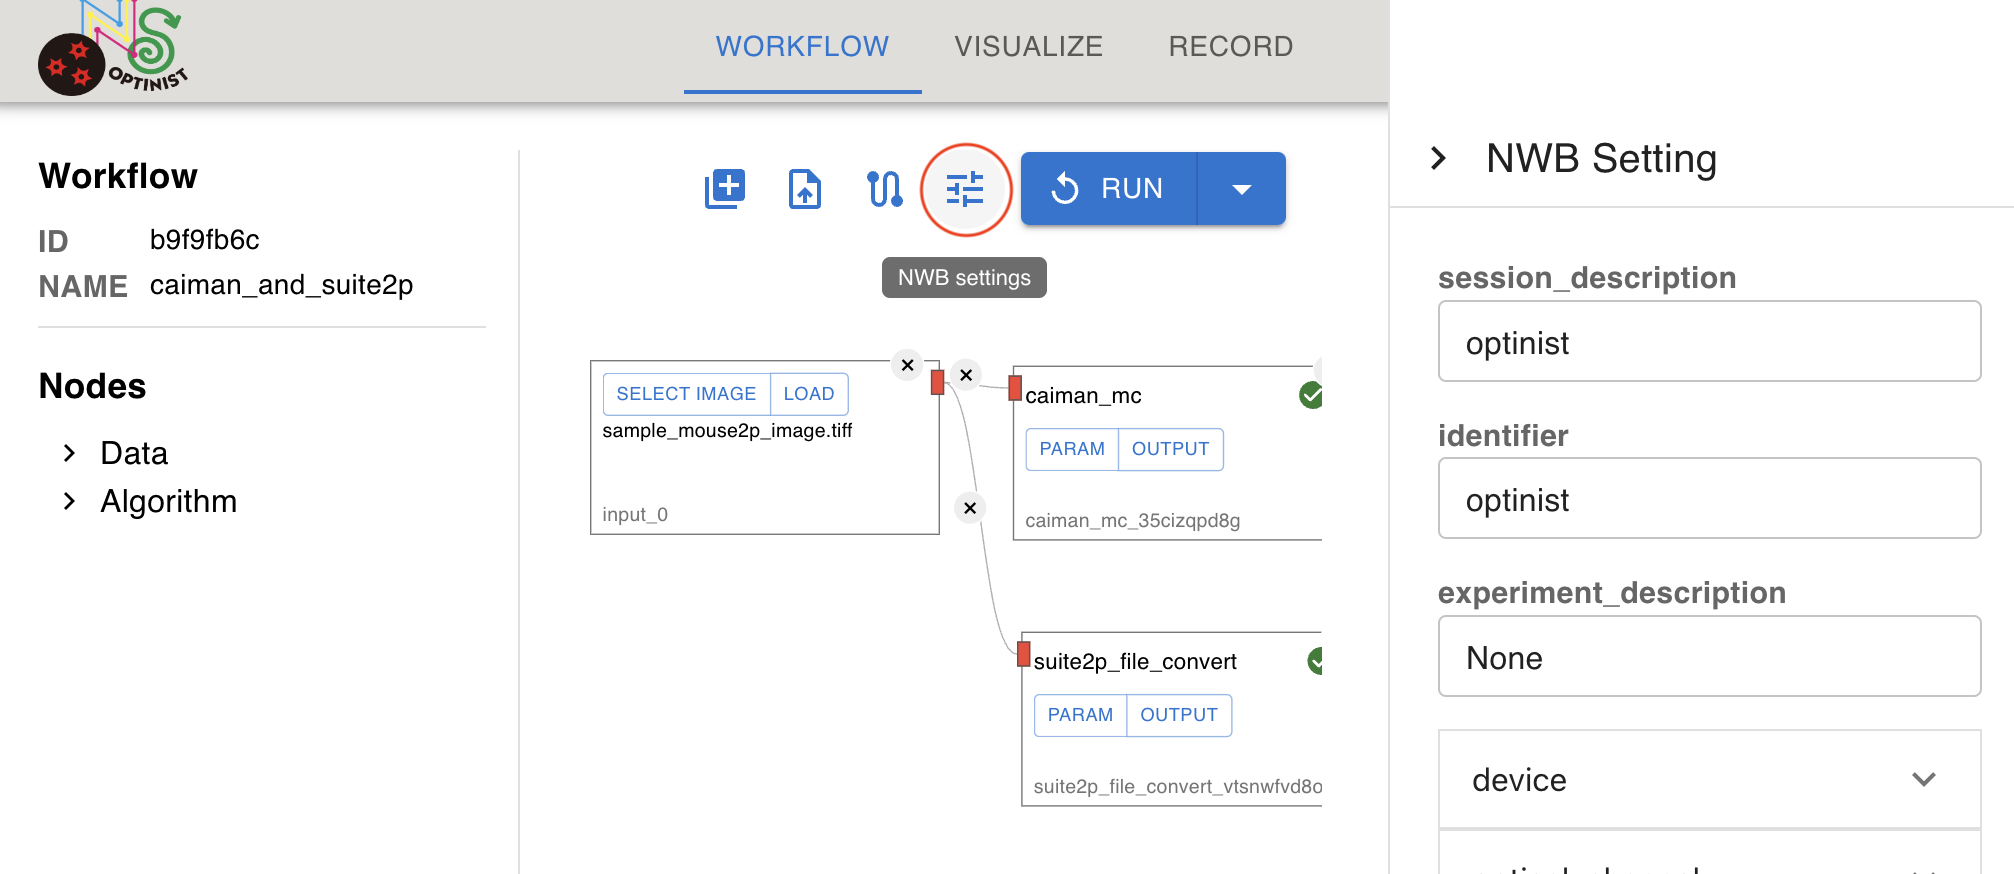 NS
OPTINIST
WORKFLOW
VISUALIZE
RECORD
Workflow
ID b9f9fb6c
NAME caiman_and_suite2p
Nodes
Data
Algorithm
RUN
NWB settings
SELECT IMAGE
LOAD
sample_mouse2p_image.tiff
input_0
caiman_mc
PARAM
OUTPUT
caiman_mc_35cizqpd8g
suite2p_file_convert
PARAM
OUTPUT
suite2p_file_convert_vtsnwfvd8o
NWB Setting
session_description
optinist
identifier
optinist
experiment_description
None
device